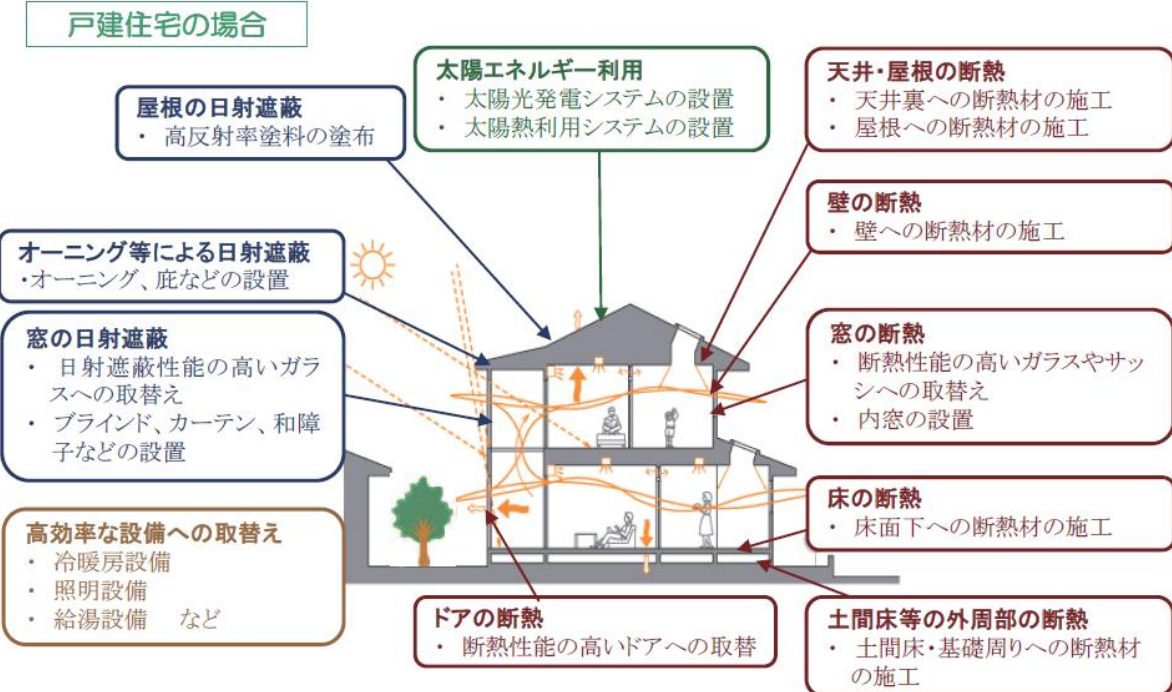 戸建住宅の場合
屋根の日射遮蔽
・ 高反射率塗料の塗布
太陽エネルギー利用
・ 太陽光発電システムの設置
・ 太陽熱利用システムの設置
天井・屋根の断熱
・ 天井裏への断熱材の施工
・ 屋根への断熱材の施工
壁の断熱
・ 壁への断熱材の施工
オーニング等による日射遮蔽
・オーニング、庇などの設置
窓の日射遮蔽
・ 日射遮蔽性能の高いガラ
スへの取替え
・ ブラインド、カーテン、和障
子などの設置
窓の断熱
・ 断熱性能の高いガラスやサッ
シへの取替え
・ 内窓の設置
床の断熱
・ 床面下への断熱材の施工
高効率な設備への取替え
・ 冷暖房設備
・ 照明設備
・ 給湯設備 など
ドアの断熱
・ 断熱性能の高いドアへの取替
土間床等の外周部の断熱
・ 土間床・基礎周りへの断熱材
の施工